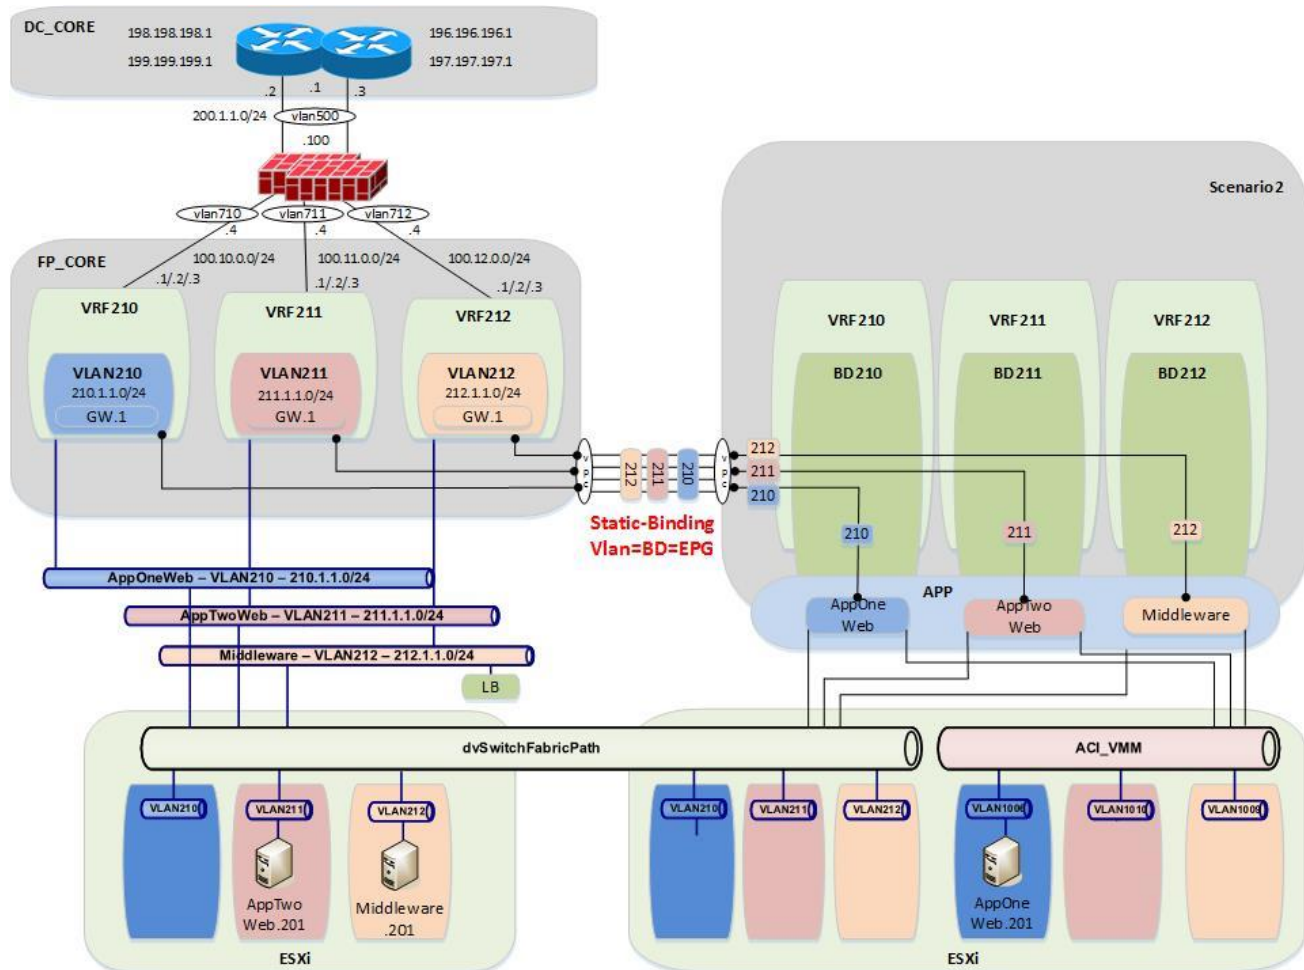 DC_CORE
198.198.198.1
199.199.199.1
196.196.196.1
197.197.197.1
.2
.1
.3
200.1.1.0/24
vlan500
.100
vlan710
vlan711
vlan712
.4
.4
.4
FP_CORE
100.10.0.0/24
100.11.0.0/24
100.12.0.0/24
.1/.2/.3
.1/.2/.3
.1/.2/.3
VRF210
VRF211
VRF212
VLAN210
210.1.1.0/24
GW.1
VLAN211
211.1.1.0/24
GW.1
VLAN212
212.1.1.0/24
GW.1
v
p
c
212
211
210
v
p
c
212
211
210
Static-Binding
Vlan=BD=EPG
Scenario2
VRF210
VRF211
VRF212
BD210
BD211
BD212
210
211
212
APP
AppOne
Web
AppTwo
Web
Middleware
AppOneWeb – VLAN210 – 210.1.1.0/24
AppTwoWeb – VLAN211 – 211.1.1.0/24
Middleware – VLAN212 – 212.1.1.0/24
LB
dvSwitchFabricPath
ACI_VMM
VLAN210
VLAN211
VLAN212
VLAN210
VLAN211
VLAN212
VLAN1006
VLAN1010
VLAN1009
AppTwo
Web.201
Middleware
.201
AppOne
Web.201
ESXi
ESXi